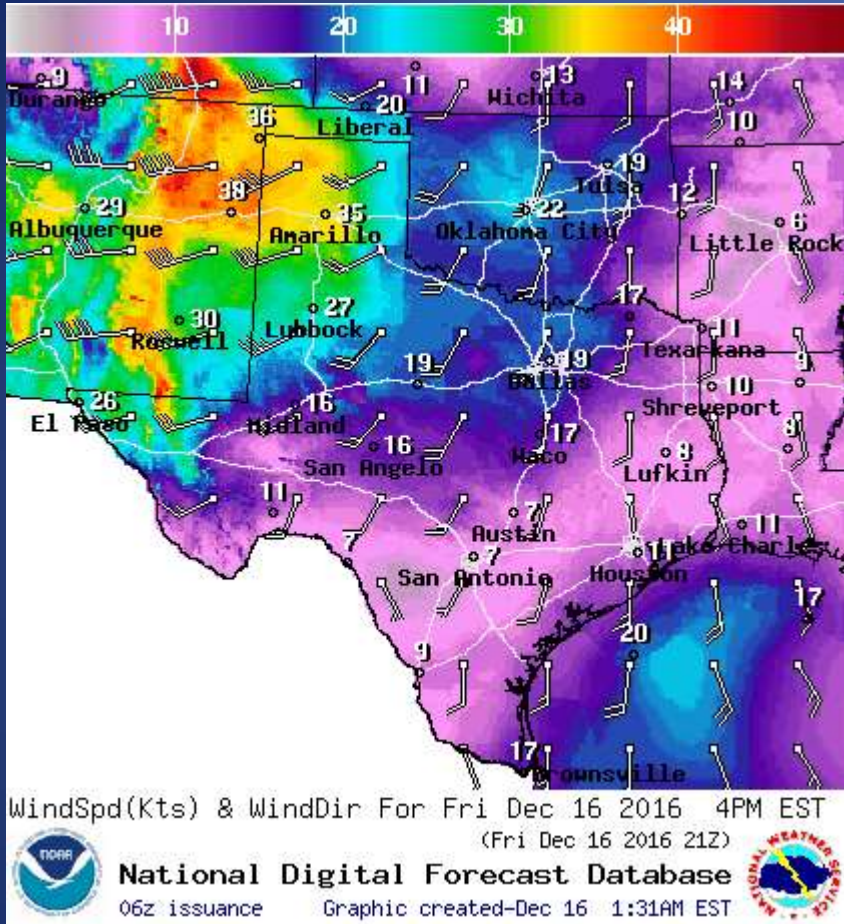 10 20 30 40
9 11 13 14
Durango Wichita
20
Liberal
36 10
19
Tulsa
29 38 35 22 12 6
Albuquerque Amarillo Oklahoma City Little Rock
30 27 17
Roswell Lubbock 11
Texarkana
19 19 9
Dallas
26 16 10
El Paso Midland Shreveport
16 17 8 8
San Angelo Waco Lufkin
11 7 11
Austin
7 7 11 Lake Charles
San Antonio Houston
17
20
9
17
Brownsville
WindSpd(Kts) & WindDir For Fri Dec 16 2016 4PM EST
(Fri Dec 16 2016 21Z)
NOAA
NATIONAL WEATHER SERVICE
National Digital Forecast Database
06z issuance Graphic created-Dec 16 1:31AM EST